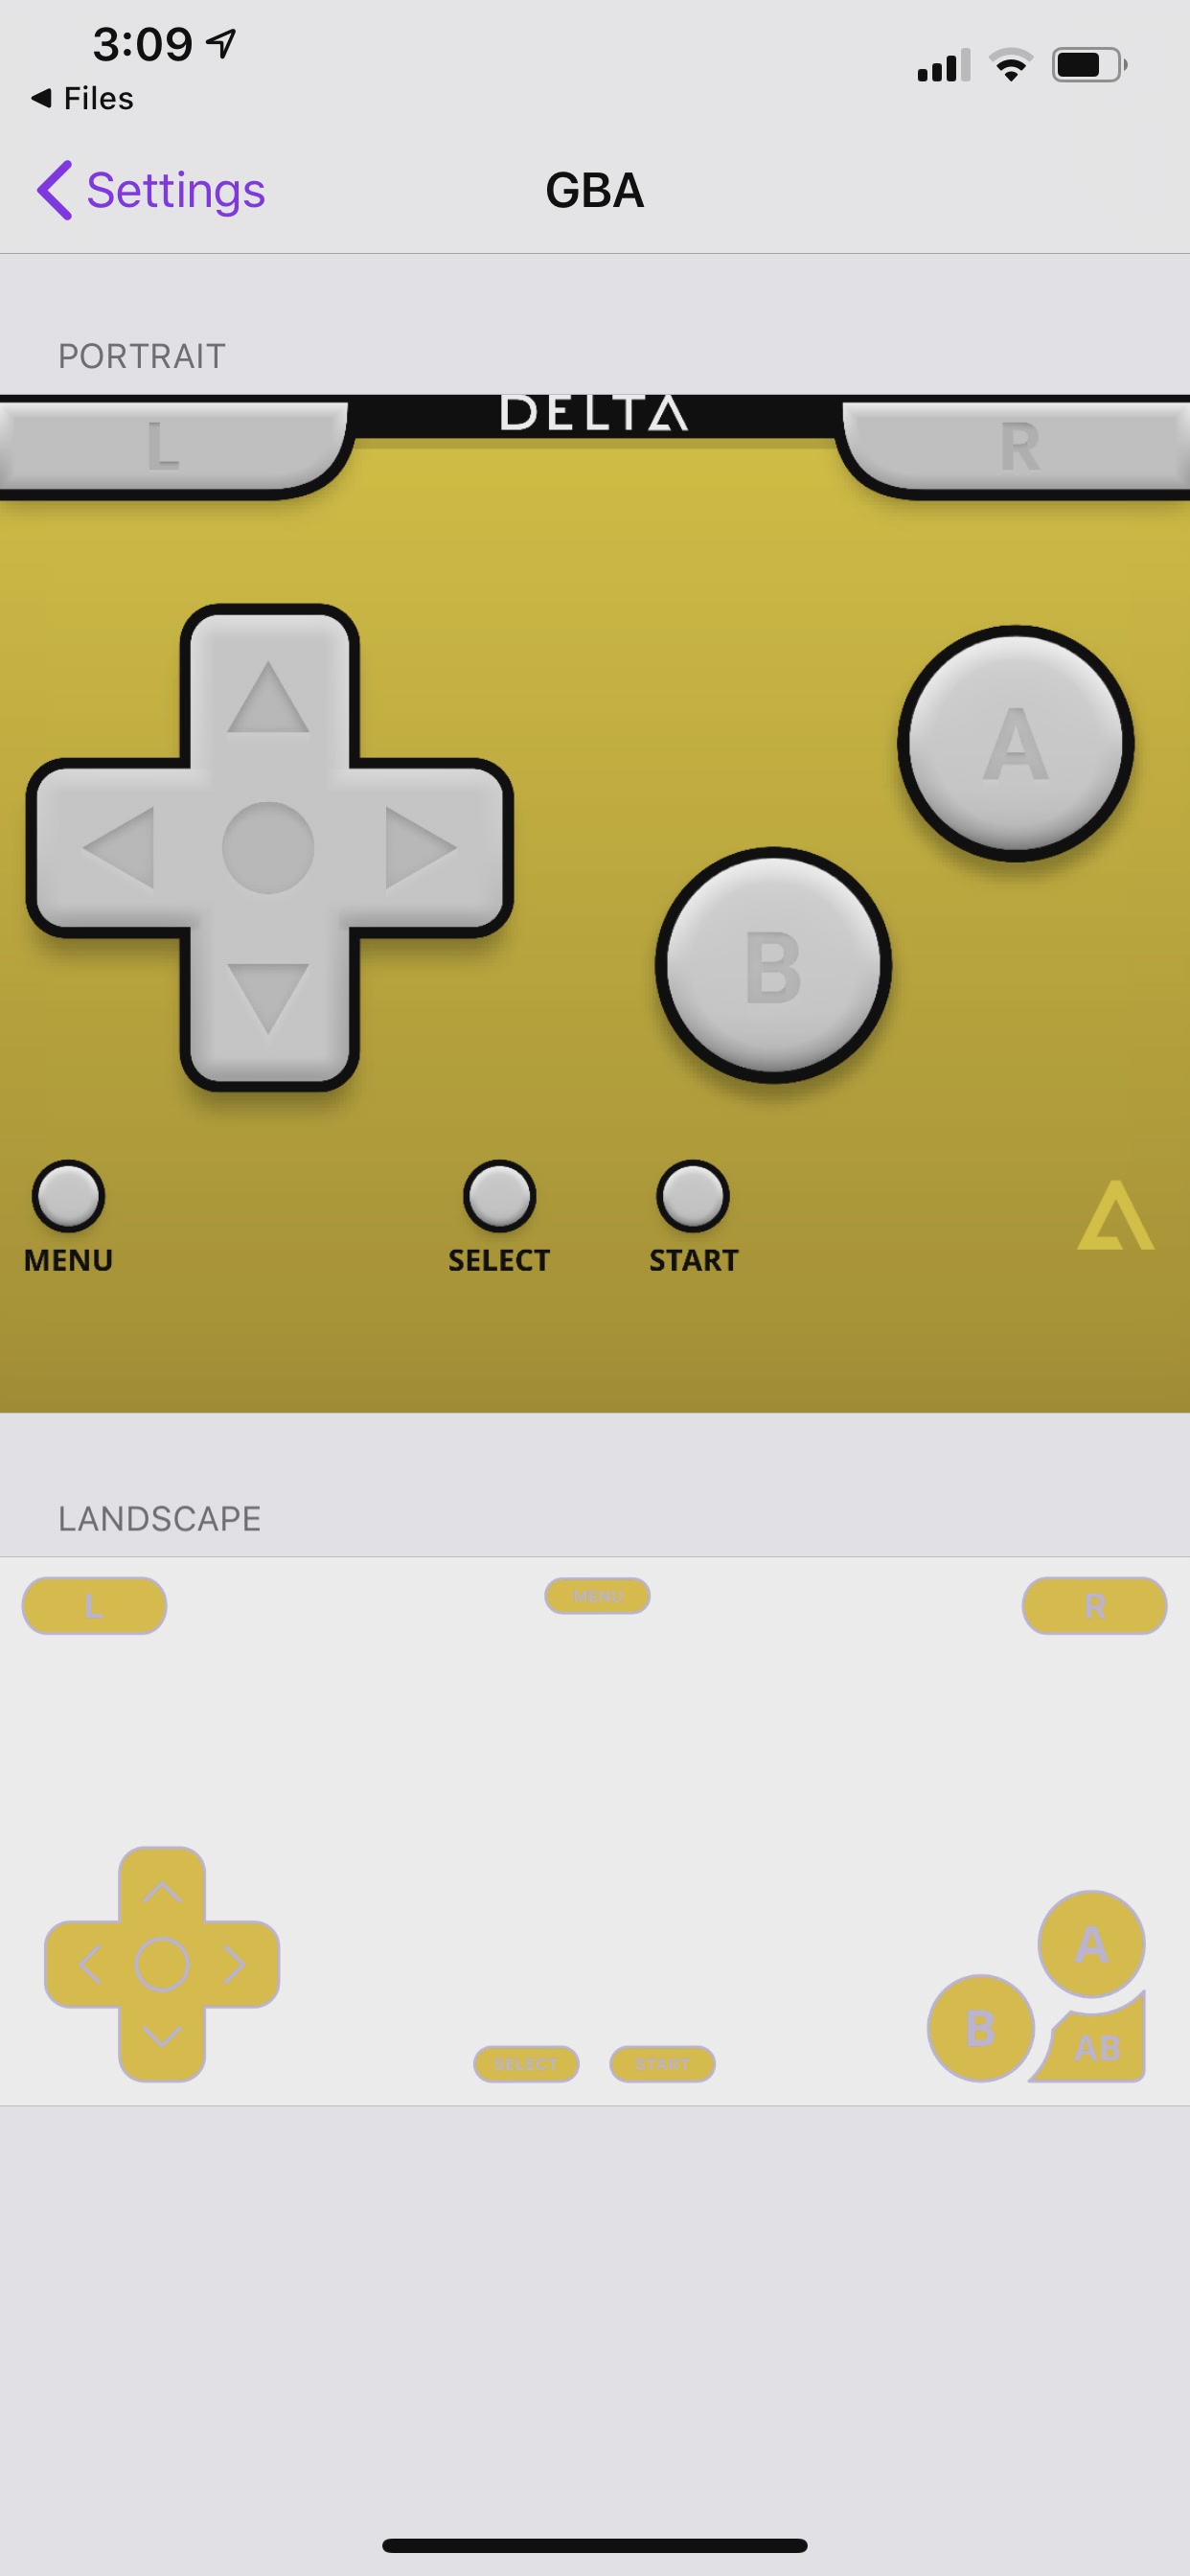 3:09
Files
Settings
GBA
PORTRAIT
DELTA
L
R
A
B
MENU
SELECT
START
LANDSCAPE
L
MENU
R
A
B
AB
SELECT
START